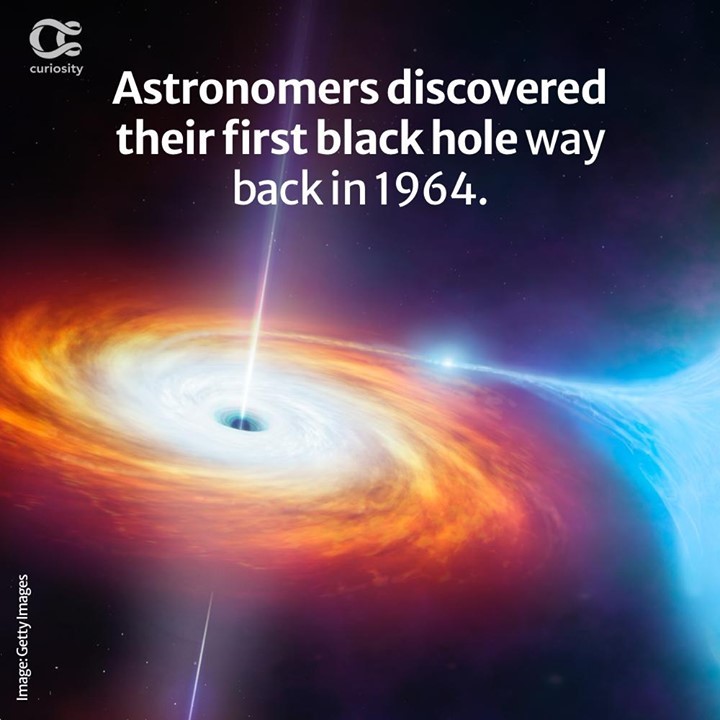 curiosity
Astronomers discovered
their first black hole way
back in 1964.
Image: Getty Images